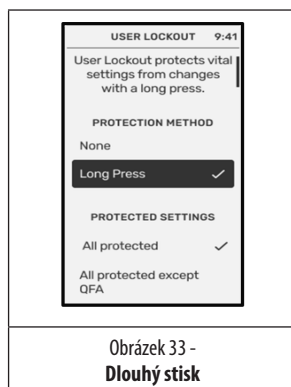 USER LOCKOUT 9:41
User Lockout protects vital
settings from changes
with a long press.
PROTECTION METHOD
None
Long Press
PROTECTED SETTINGS
All protected
All protected except
QFA
Obrázek 33 -
Dlouhý stisk